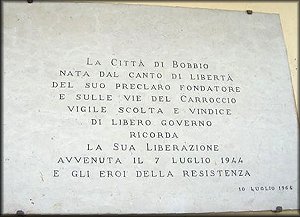 La Città di Bobbio
nata dal canto di libertà
del suo preclaro fondatore
e sulle vie del Carroccio
vigile scolta e vindice
di libero governo
ricorda
la Sua Liberazione
avvenuta il 7 luglio 1944
e gli eroi della resistenza
10 luglio 1966